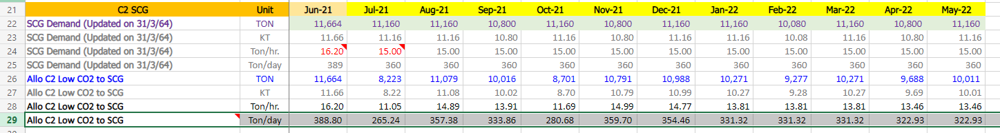 21 C2 SCG Unit Jun-21 Jul-21 Aug-21 Sep-21 Oct-21 Nov-21 Dec-21 Jan-22 Feb-22 Mar-22 Apr-22 May-22
22 SCG Demand (Updated on 31/3/64) TON 11,664 11,160 11,160 10,800 11,160 10,800 11,160 11,160 10,080 11,160 10,800 11,160
23 SCG Demand (Updated on 31/3/64) KT 11.66 11.16 11.16 10.80 11.16 10.80 11.16 11.16 10.08 11.16 10.80 11.16
24 SCG Demand (Updated on 31/3/64) Ton/hr. 16.20 15.00 15.00 15.00 15.00 15.00 15.00 15.00 15.00 15.00 15.00 15.00
25 SCG Demand (Updated on 31/3/64) Ton/day 389 360 360 360 360 360 360 360 360 360 360 360
26 Allo C2 Low CO2 to SCG TON 11,664 8,223 11,079 10,016 8,701 10,791 10,988 10,271 9,277 10,271 9,688 10,011
27 Allo C2 Low CO2 to SCG KT 11.66 8.22 11.08 10.02 8.70 10.79 10.99 10.27 9.28 10.27 9.69 10.01
28 Allo C2 Low CO2 to SCG Ton/hr. 16.20 11.05 14.89 13.91 11.69 14.99 14.77 13.81 13.81 13.81 13.46 13.46
29 Allo C2 Low CO2 to SCG Ton/day 388.80 265.24 357.38 333.86 280.68 359.70 354.46 331.32 331.32 331.32 322.93 322.93